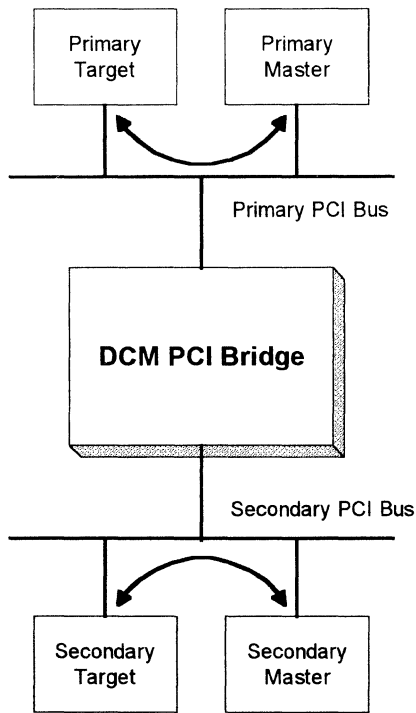 Primary
Target
Primary
Master
Primary PCI Bus
DCM PCI Bridge
Secondary PCI Bus
Secondary
Target
Secondary
Master